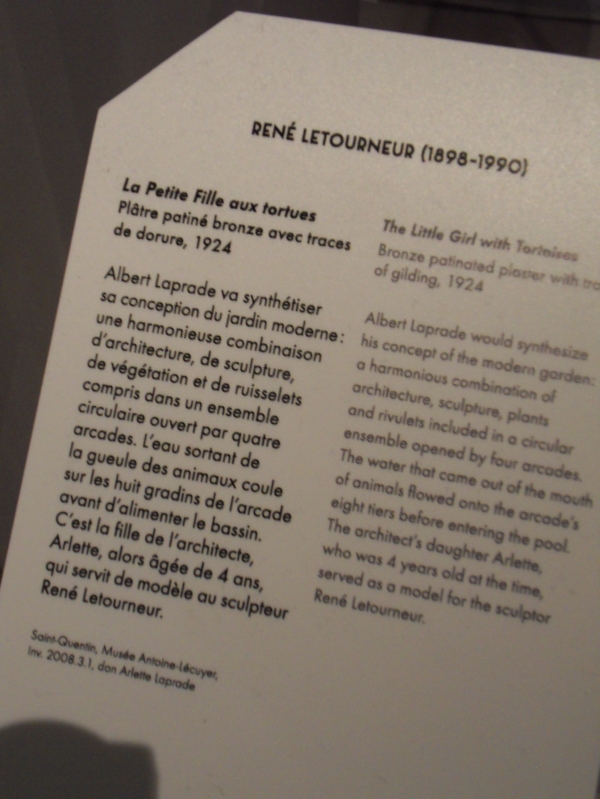 RENÉ LETOURNEUR (1898-1990)
La Petite Fille aux tortues
Plâtre patiné bronze avec traces
de dorure, 1924
Albert Laprade va synthétiser
sa conception du jardin moderne :
une harmonieuse combinaison
d'architecture, de sculpture,
de végétation et de ruisselets
compris dans un ensemble
circulaire ouvert par quatre
arcades. L'eau sortant de
la gueule des animaux coule
sur les huit gradins de l'arcade
avant d'alimenter le bassin.
C'est la fille de l'architecte,
Arlette, alors âgée de 4 ans,
qui servit de modèle au sculpteur
René Letourneur.
Saint-Quentin, Musée Antoine-Lécuyer,
Inv. 2008.3.1, don Arlette Laprade
The Little Girl with Tortoises
Bronze patinated plaster with
of gilding, 1924
Albert Laprade would synthesize
his concept of the modern garden:
a harmonious combination of
architecture, sculpture, plants
and rivulets included in a circular
ensemble opened by four arcades.
The water that came out of the mouth
of animals flowed onto the arcade's
eight tiers before entering the pool.
The architect's daughter Arlette,
who was 4 years old at the time,
served as a model for the sculptor
René Letourneur.